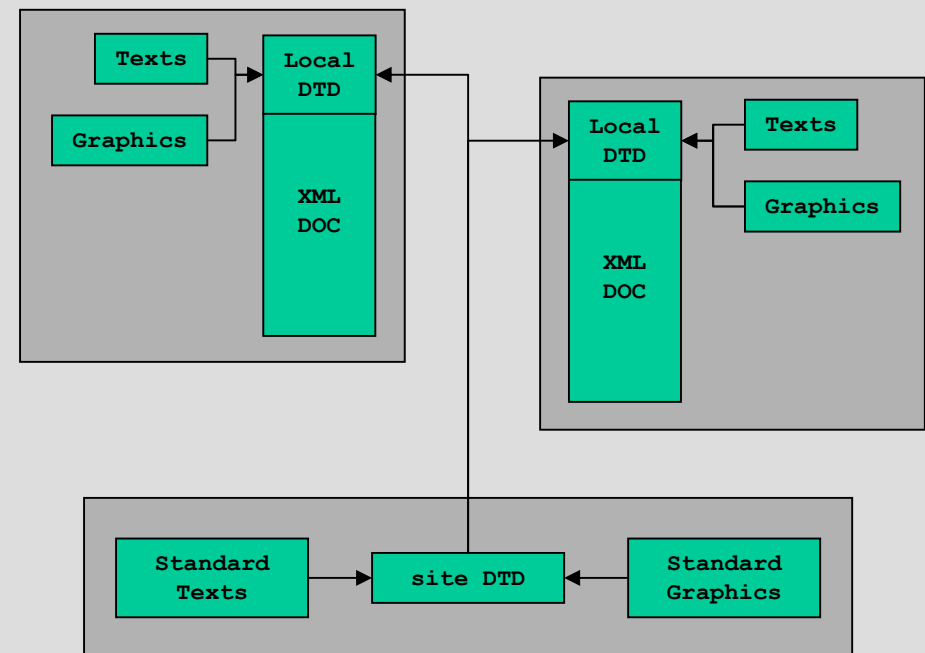 Texts
Graphics
Local
DTD
XML
DOC
Local
DTD
XML
DOC
Texts
Graphics
Standard
Texts
site DTD
Standard
Graphics